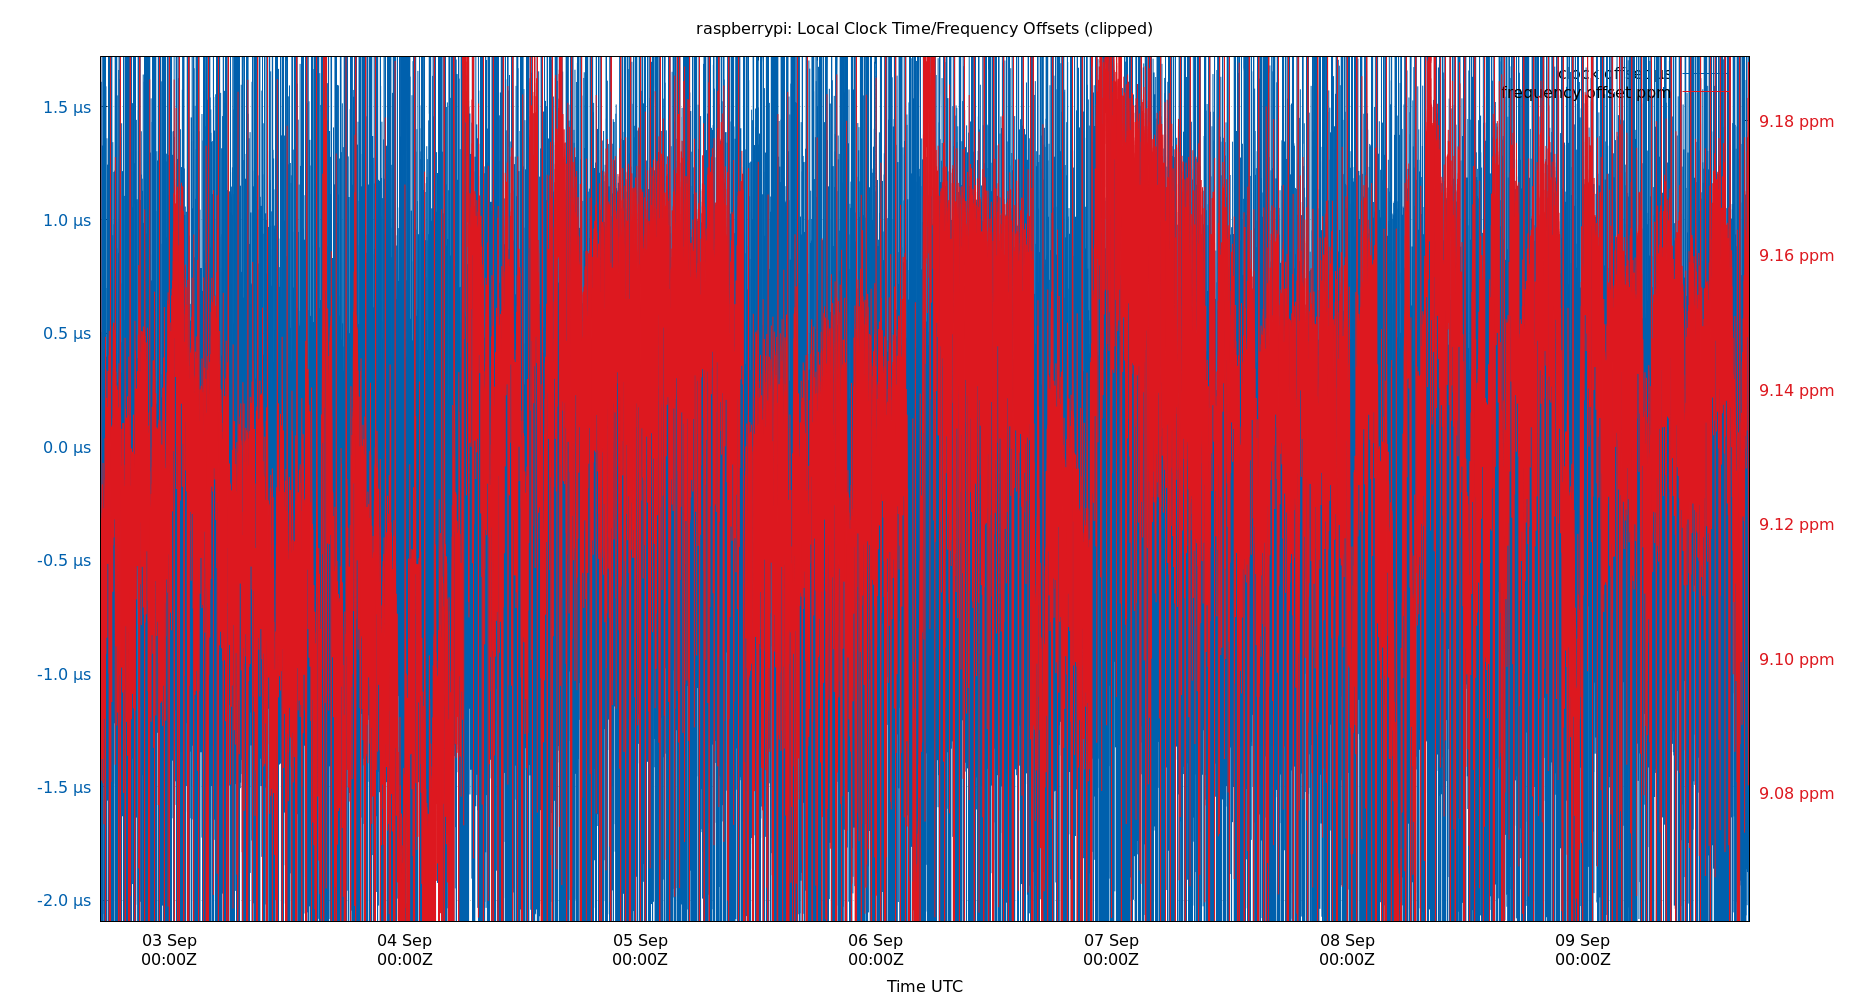 raspberrypi: Local Clock Time/Frequency Offsets (clipped)
clock offset µs
frequency offset ppm
1.5 µs
1.0 µs
0.5 µs
0.0 µs
-0.5 µs
-1.0 µs
-1.5 µs
-2.0 µs
9.18 ppm
9.16 ppm
9.14 ppm
9.12 ppm
9.10 ppm
9.08 ppm
03 Sep
00:00Z
04 Sep
00:00Z
05 Sep
00:00Z
06 Sep
00:00Z
07 Sep
00:00Z
08 Sep
00:00Z
09 Sep
00:00Z
Time UTC